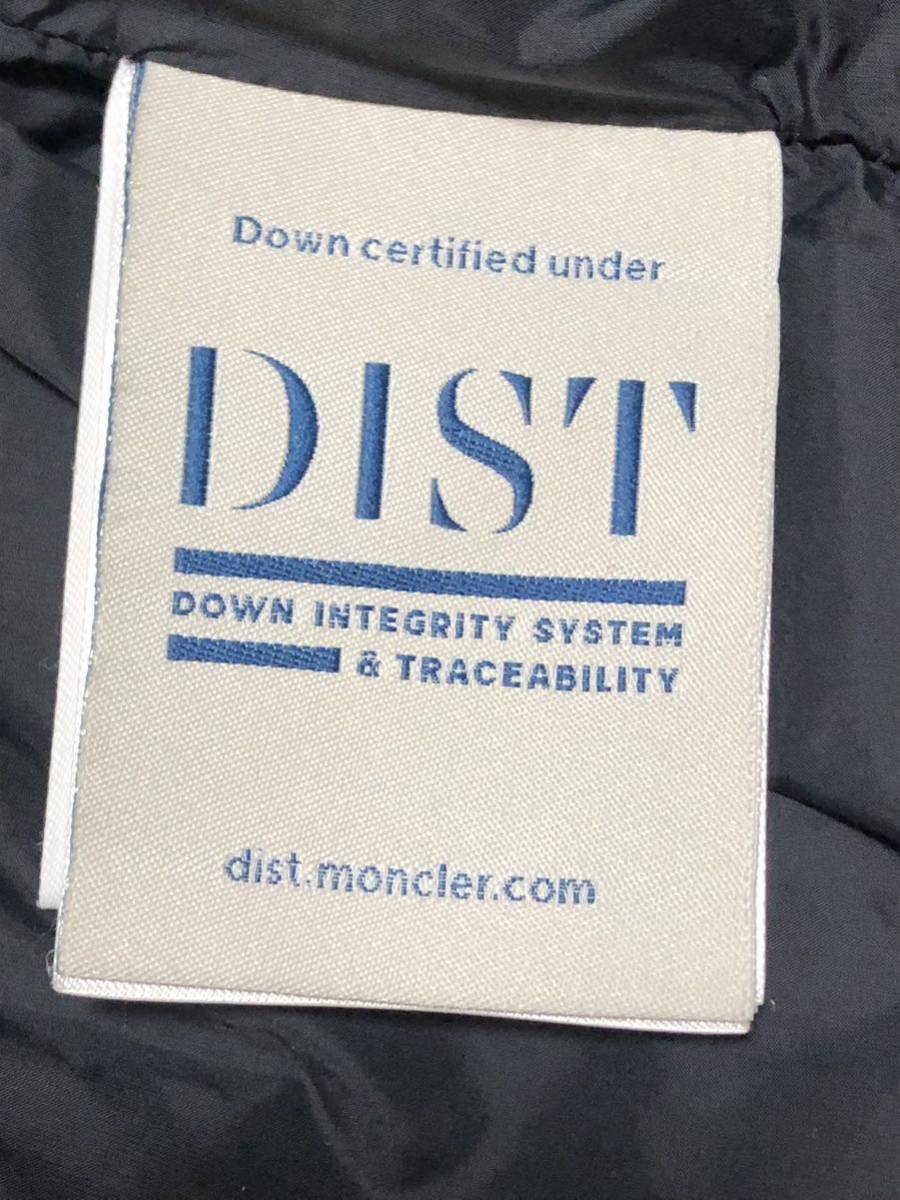 Down certified under
DIST
DOWN INTEGRITY SYSTEM
& TRACEABILITY
dist.moncler.com